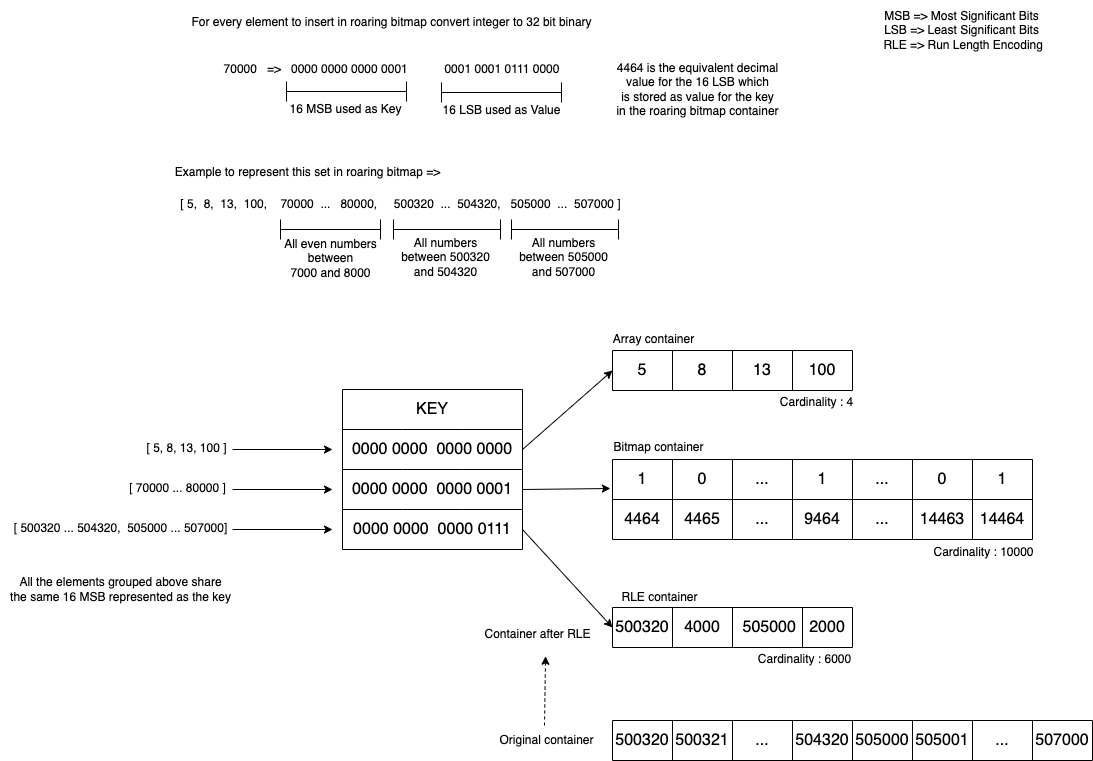 For every element to insert in roaring bitmap convert integer to 32 bit binary
MSB => Most Significant Bits
LSB => Least Significant Bits
RLE => Run Length Encoding
70000 => 0000 0000 0000 0001 0001 0001 0111 0000
16 MSB used as Key 16 LSB used as Value
4464 is the equivalent decimal
value for the 16 LSB which
is stored as value for the key
in the roaring bitmap container
Example to represent this set in roaring bitmap =>
[ 5, 8, 13, 100, 70000 ... 80000, 500320 ... 504320, 505000 ... 507000 ]
All even numbers
between
7000 and 8000
All numbers
between 500320
and 504320
All numbers
between 505000
and 507000
Array container
5 8 13 100
Cardinality : 4
KEY
[ 5, 8, 13, 100 ] 0000 0000 0000 0000
[ 70000 ... 80000 ] 0000 0000 0000 0001
[ 500320 ... 504320, 505000 ... 507000] 0000 0000 0000 0111
Bitmap container
1 0 ... 1 ... 0 1
4464 4465 ... 9464 ... 14463 14464
Cardinality : 10000
All the elements grouped above share
the same 16 MSB represented as the key
RLE container
Container after RLE 500320 4000 505000 2000
Cardinality : 6000
Original container 500320 500321 ... 504320 505000 505001 ... 507000